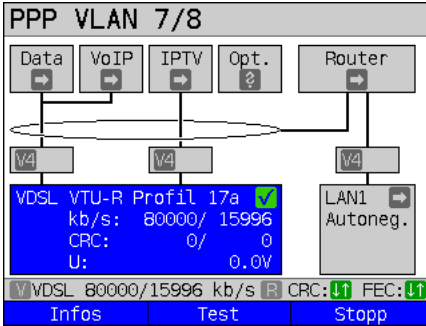 PPP VLAN 7/8
Data VoIP IPTV Opt. Router
?
V4 V4 V4
VDSL VTU-R Profil 17a
kb/s: 80000/ 15996
CRC: 0/ 0
U: 0.0V
LAN1
Autoneg.
V VDSL 80000/15996 kb/s R CRC: FEC:
Infos Test Stopp